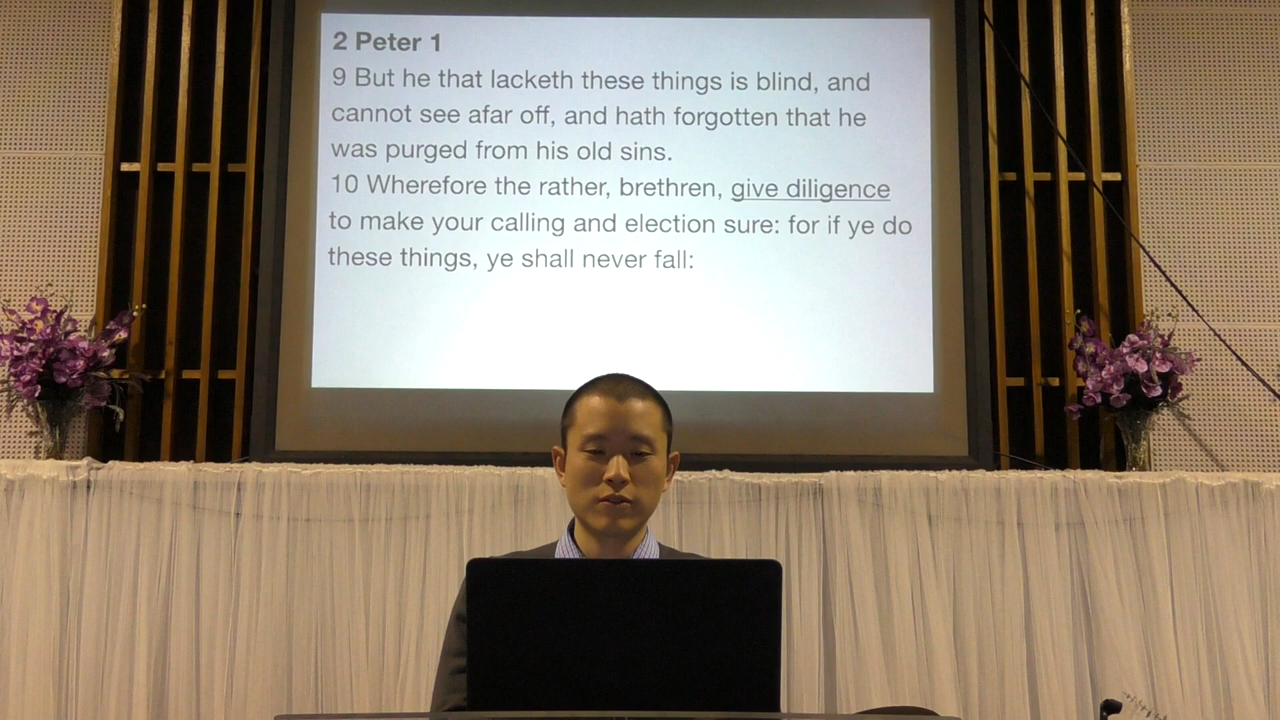 2 Peter 1
9 But he that lacketh these things is blind, and
cannot see afar off, and hath forgotten that he
was purged from his old sins.
10 Wherefore the rather, brethren, give diligence
to make your calling and election sure: for if ye do
these things, ye shall never fall: